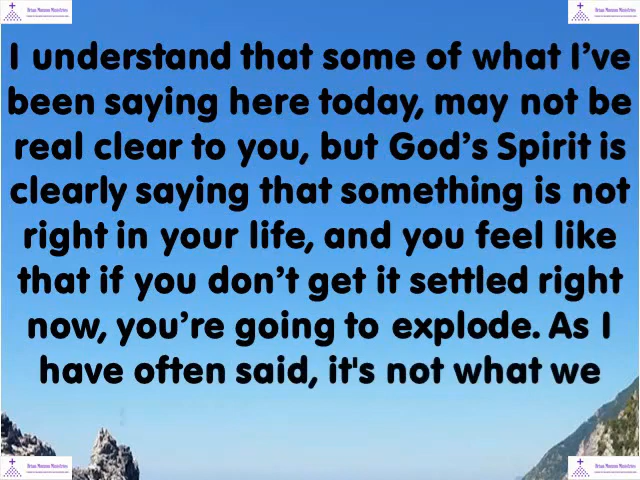 I understand that some of what I’ve
been saying here today, may not be
real clear to you, but God’s Spirit is
clearly saying that something is not
right in your life, and you feel like
that if you don’t get it settled right
now, you’re going to explode. As I
have often said, it's not what we